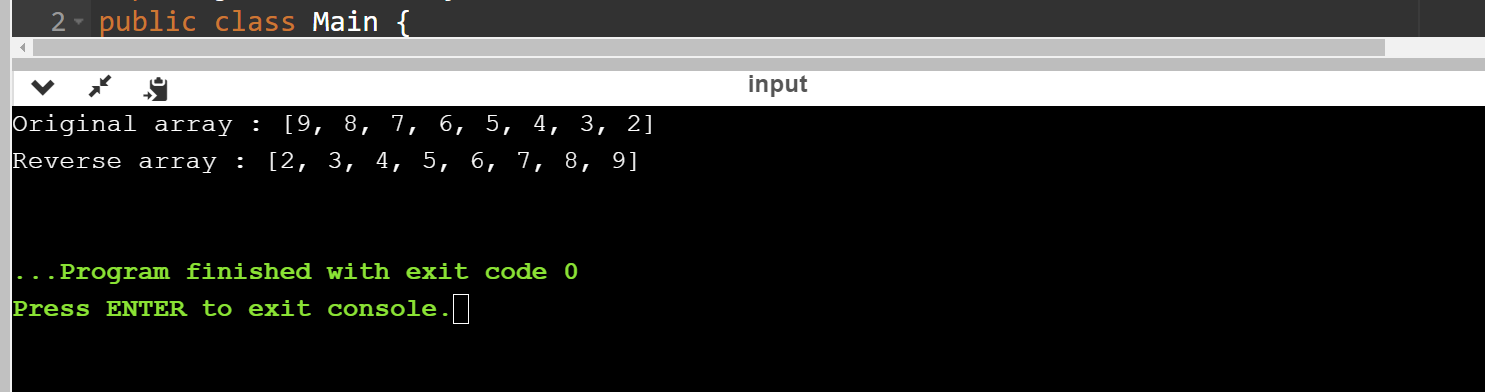 2 public class Main {
input
Original array : [9, 8, 7, 6, 5, 4, 3, 2]
Reverse array : [2, 3, 4, 5, 6, 7, 8, 9]
...Program finished with exit code 0
Press ENTER to exit console.